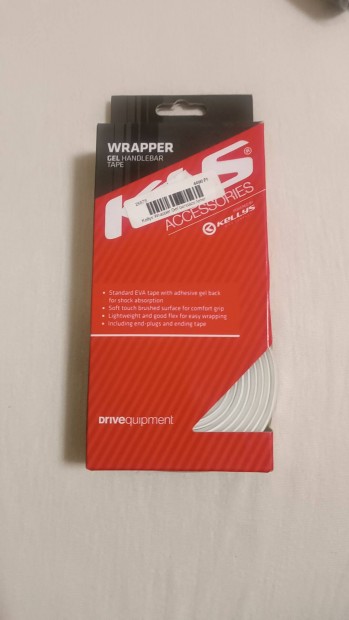 WRAPPER
GEL HANDLEBAR
TAPE
KLS
®
ACCESSORIES
KELLYS
• Standard EVA tape with adhesive gel back
for shock absorption
• Soft touch brushed surface for comfort grip
• Lightweight and good flex for easy wrapping
• Including end-plugs and ending tape
DRIVEquipment